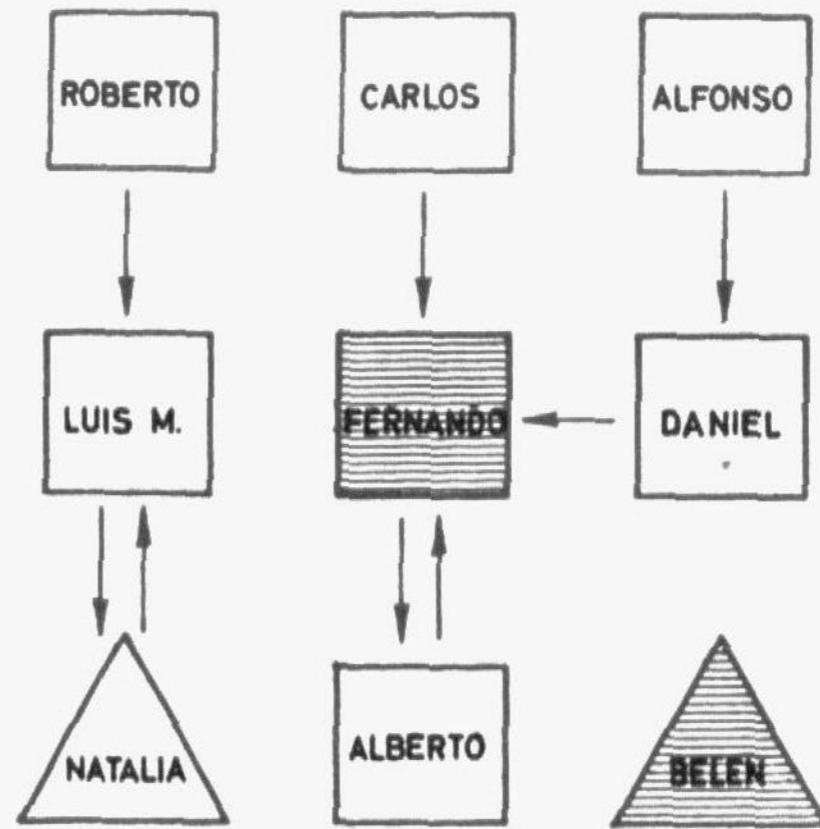 ROBERTO
CARLOS
ALFONSO
LUIS M.
FERNANDO
DANIEL
NATALIA
ALBERTO
BELEN